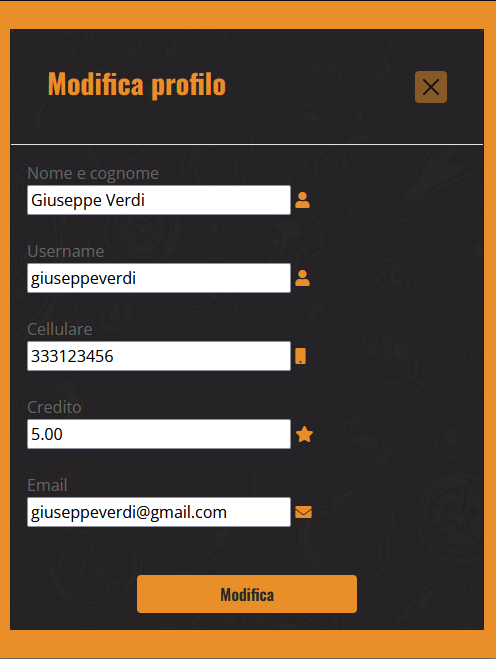 Modifica profilo
Nome e cognome
Giuseppe Verdi
Username
giuseppeverdi
Cellulare
333123456
Credito
5.00
Email
giuseppeverdi@gmail.com
Modifica